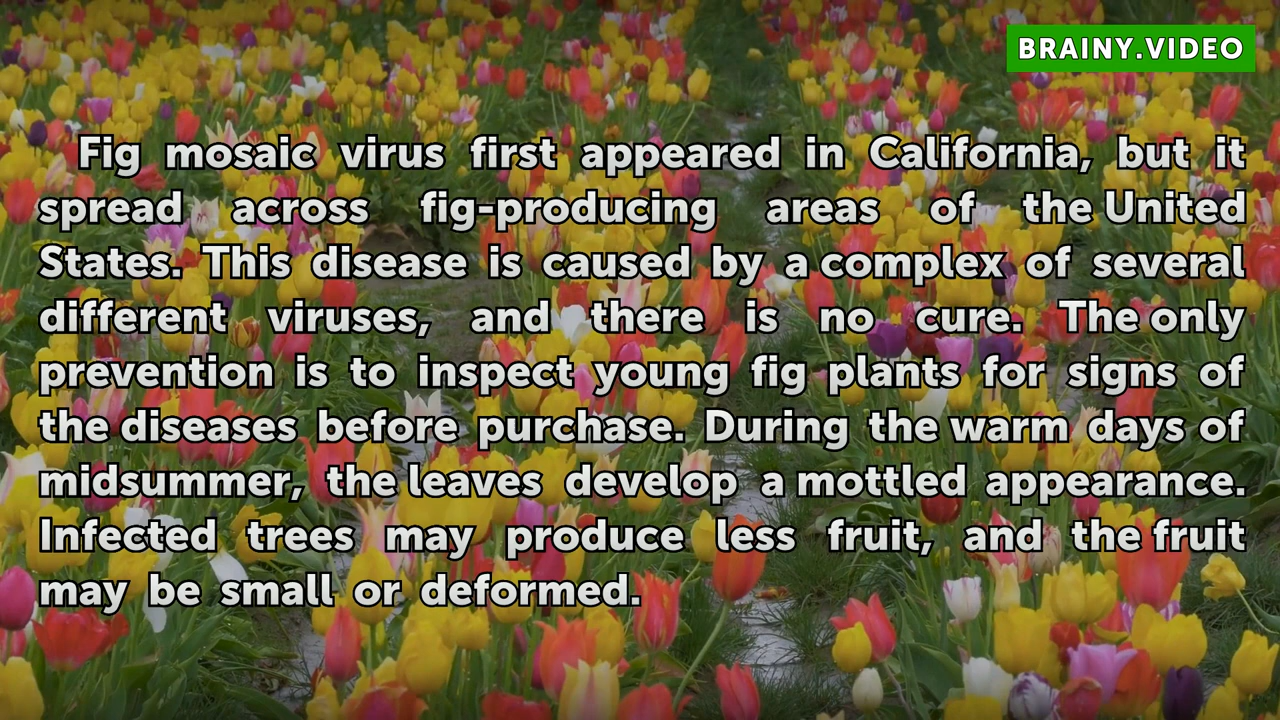 BRAINY.VIDEO
Fig mosaic virus first appeared in California, but it
spread across fig-producing areas of the United
States. This disease is caused by a complex of several
different viruses, and there is no cure. The only
prevention is to inspect young fig plants for signs of
the diseases before purchase. During the warm days of
midsummer, the leaves develop a mottled appearance.
Infected trees may produce less fruit, and the fruit
may be small or deformed.